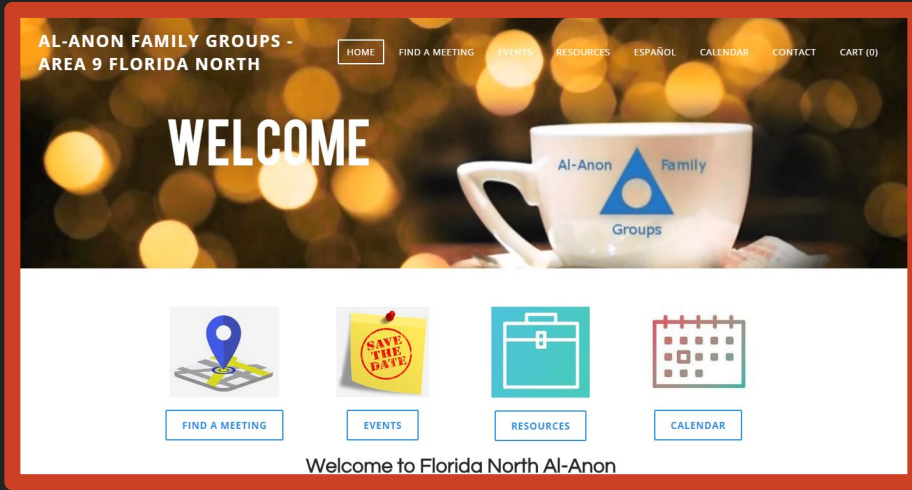 AL-ANON FAMILY GROUPS -
AREA 9 FLORIDA NORTH
HOME FIND A MEETING EVENTS RESOURCES ESPAÑOL CALENDAR CONTACT CART (0)
WELCOME
Al-Anon Family
Groups
SAVE
THE
DATE
FIND A MEETING EVENTS RESOURCES CALENDAR
Welcome to Florida North Al-Anon